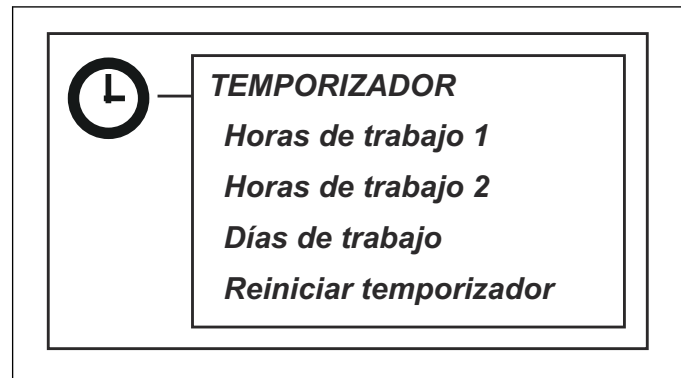 TEMPORIZADOR
Horas de trabajo 1
Horas de trabajo 2
Días de trabajo
Reiniciar temporizador